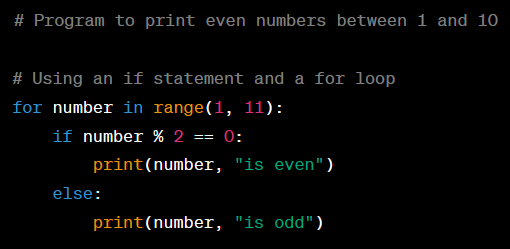 # Program to print even numbers between 1 and 10
# Using an if statement and a for loop
for number in range(1, 11):
    if number % 2 == 0:
        print(number, "is even")
    else:
        print(number, "is odd")